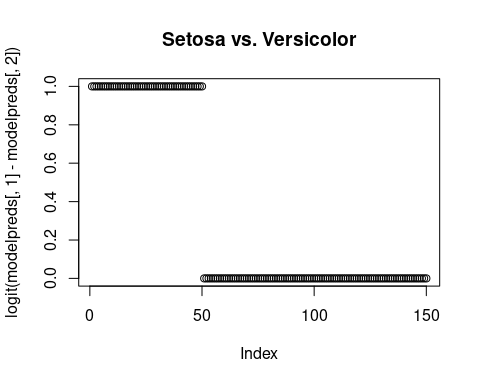 Setosa vs. Versicolor
logit(modelpreds[, 1] - modelpreds[, 2])
1.0
0.8
0.6
0.4
0.2
0.0
0 50 100 150
Index